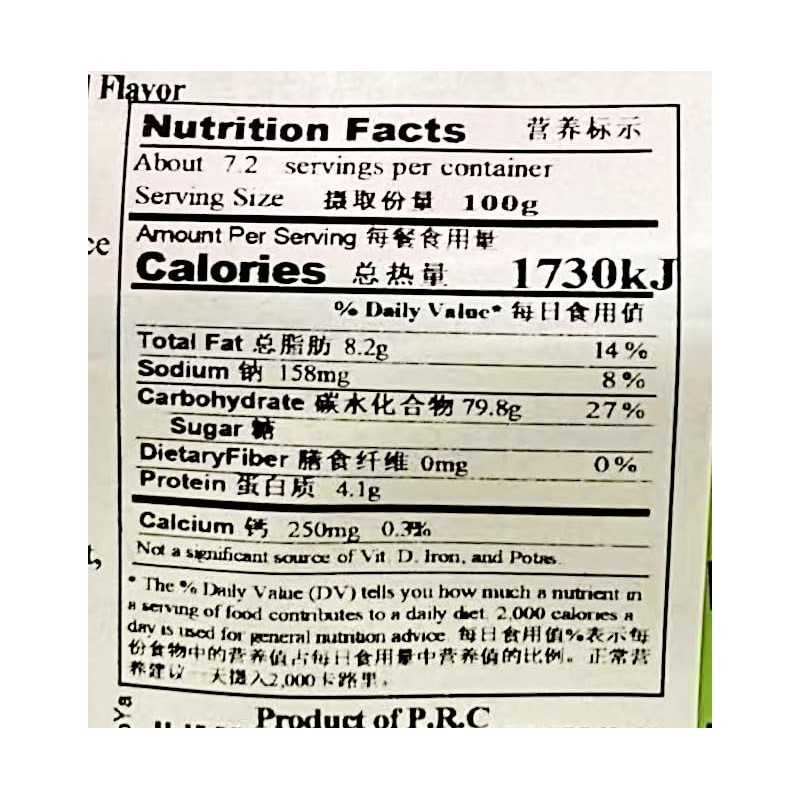 Flavor
Nutrition Facts 营养标示
About 7.2 servings per container
Serving Size 摄取份量 100g
Amount Per Serving 每餐食用量
Calories 总热量 1730kJ
% Daily Value* 每日食用值
Total Fat 总脂肪 8.2g 14%
Sodium 钠 158mg 8%
Carbohydrate 碳水化合物 79.8g 27%
Sugar 糖
DietaryFiber 膳食纤维 0mg 0%
Protein 蛋白质 4.1g
Calcium 钙 250mg 0.3%
Not a significant source of Vit. D. Iron, and Potas.
* The % Daily Value (DV) tells you how much a nutrient in
a serving of food contributes to a daily diet. 2,000 calories a
day is used for general nutrition advice. 每日食用值%表示每
份食物中的营养值占每日食用量中营养值的比例。正常营
养建议一天摄入2,000卡路里。
Product of P.R.C